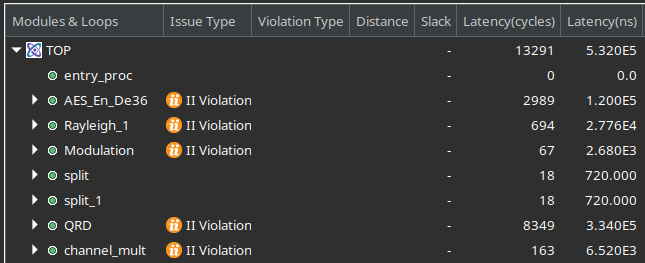 Modules & Loops Issue Type Violation Type Distance Slack Latency(cycles) Latency(ns)
TOP - 13291 5.320E5
entry_proc - 0 0.0
AES_En_De36 II Violation - 2989 1.200E5
Rayleigh_1 II Violation - 694 2.776E4
Modulation II Violation - 67 2.680E3
split - 18 720.000
split_1 - 18 720.000
QRD II Violation - 8349 3.340E5
channel_mult II Violation - 163 6.520E3